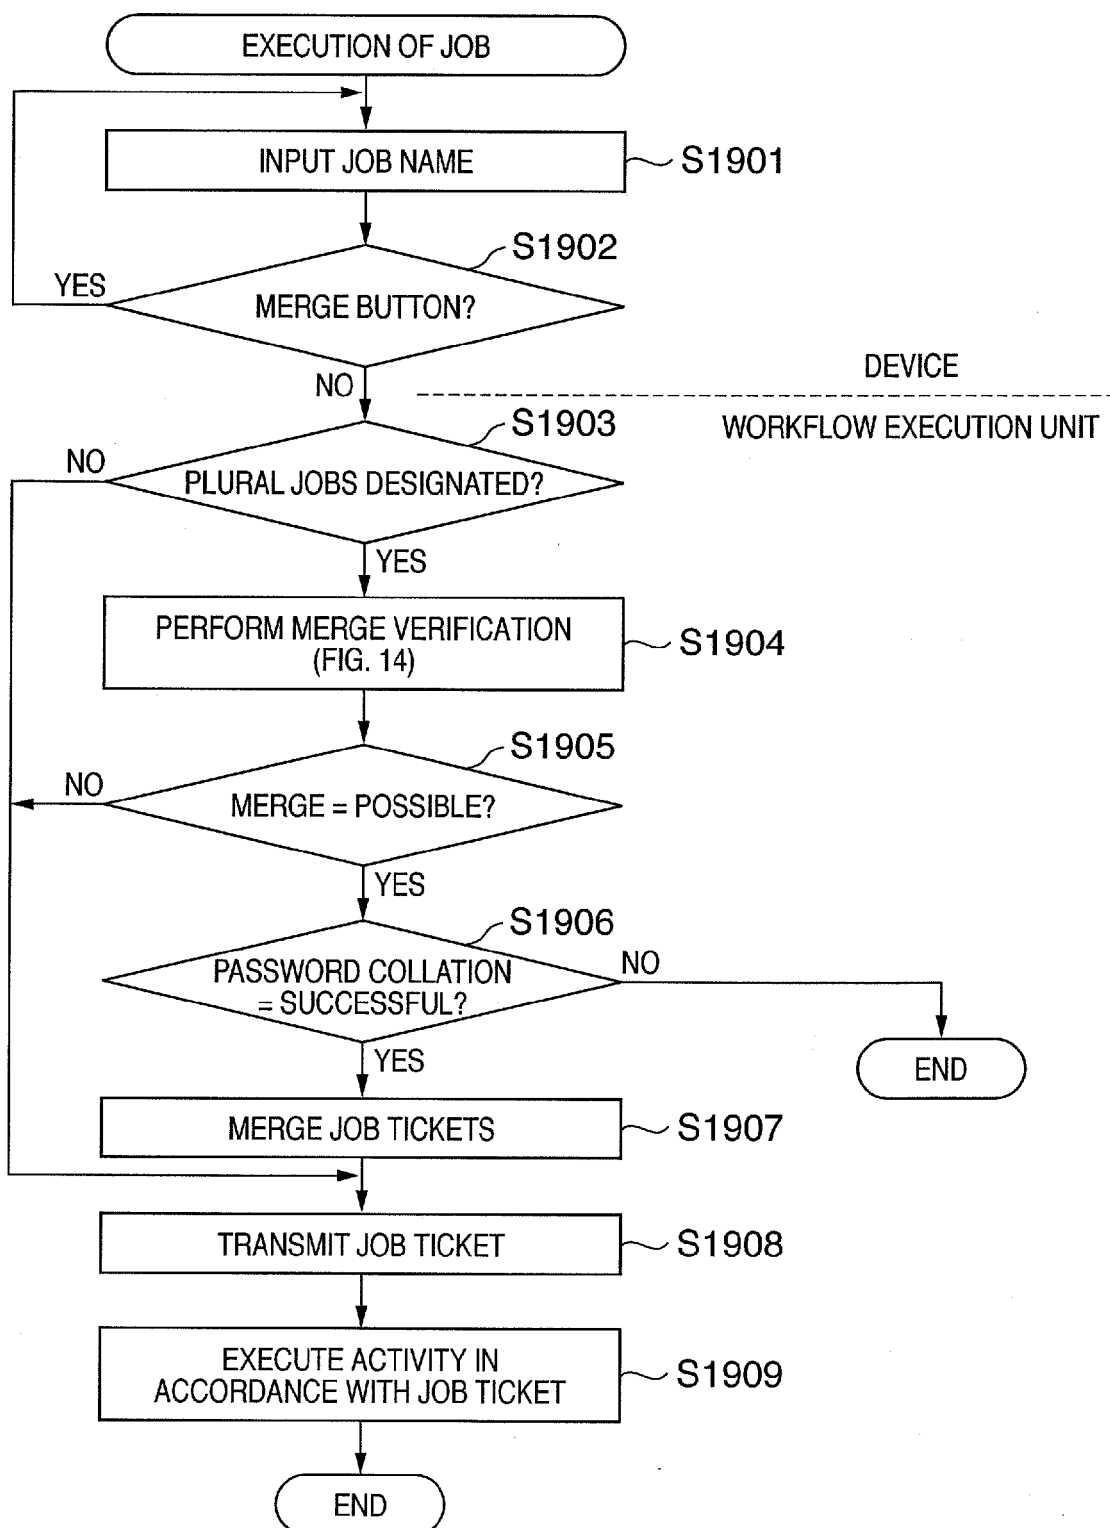 EXECUTION OF JOB
INPUT JOB NAME
S1901
S1902
YES
MERGE BUTTON?
NO
DEVICE
WORKFLOW EXECUTION UNIT
S1903
NO
PLURAL JOBS DESIGNATED?
YES
PERFORM MERGE VERIFICATION
(FIG. 14)
S1904
S1905
NO
MERGE = POSSIBLE?
YES
S1906
PASSWORD COLLATION
= SUCCESSFUL?
NO
YES
END
MERGE JOB TICKETS
S1907
TRANSMIT JOB TICKET
S1908
EXECUTE ACTIVITY IN
ACCORDANCE WITH JOB TICKET
S1909
END